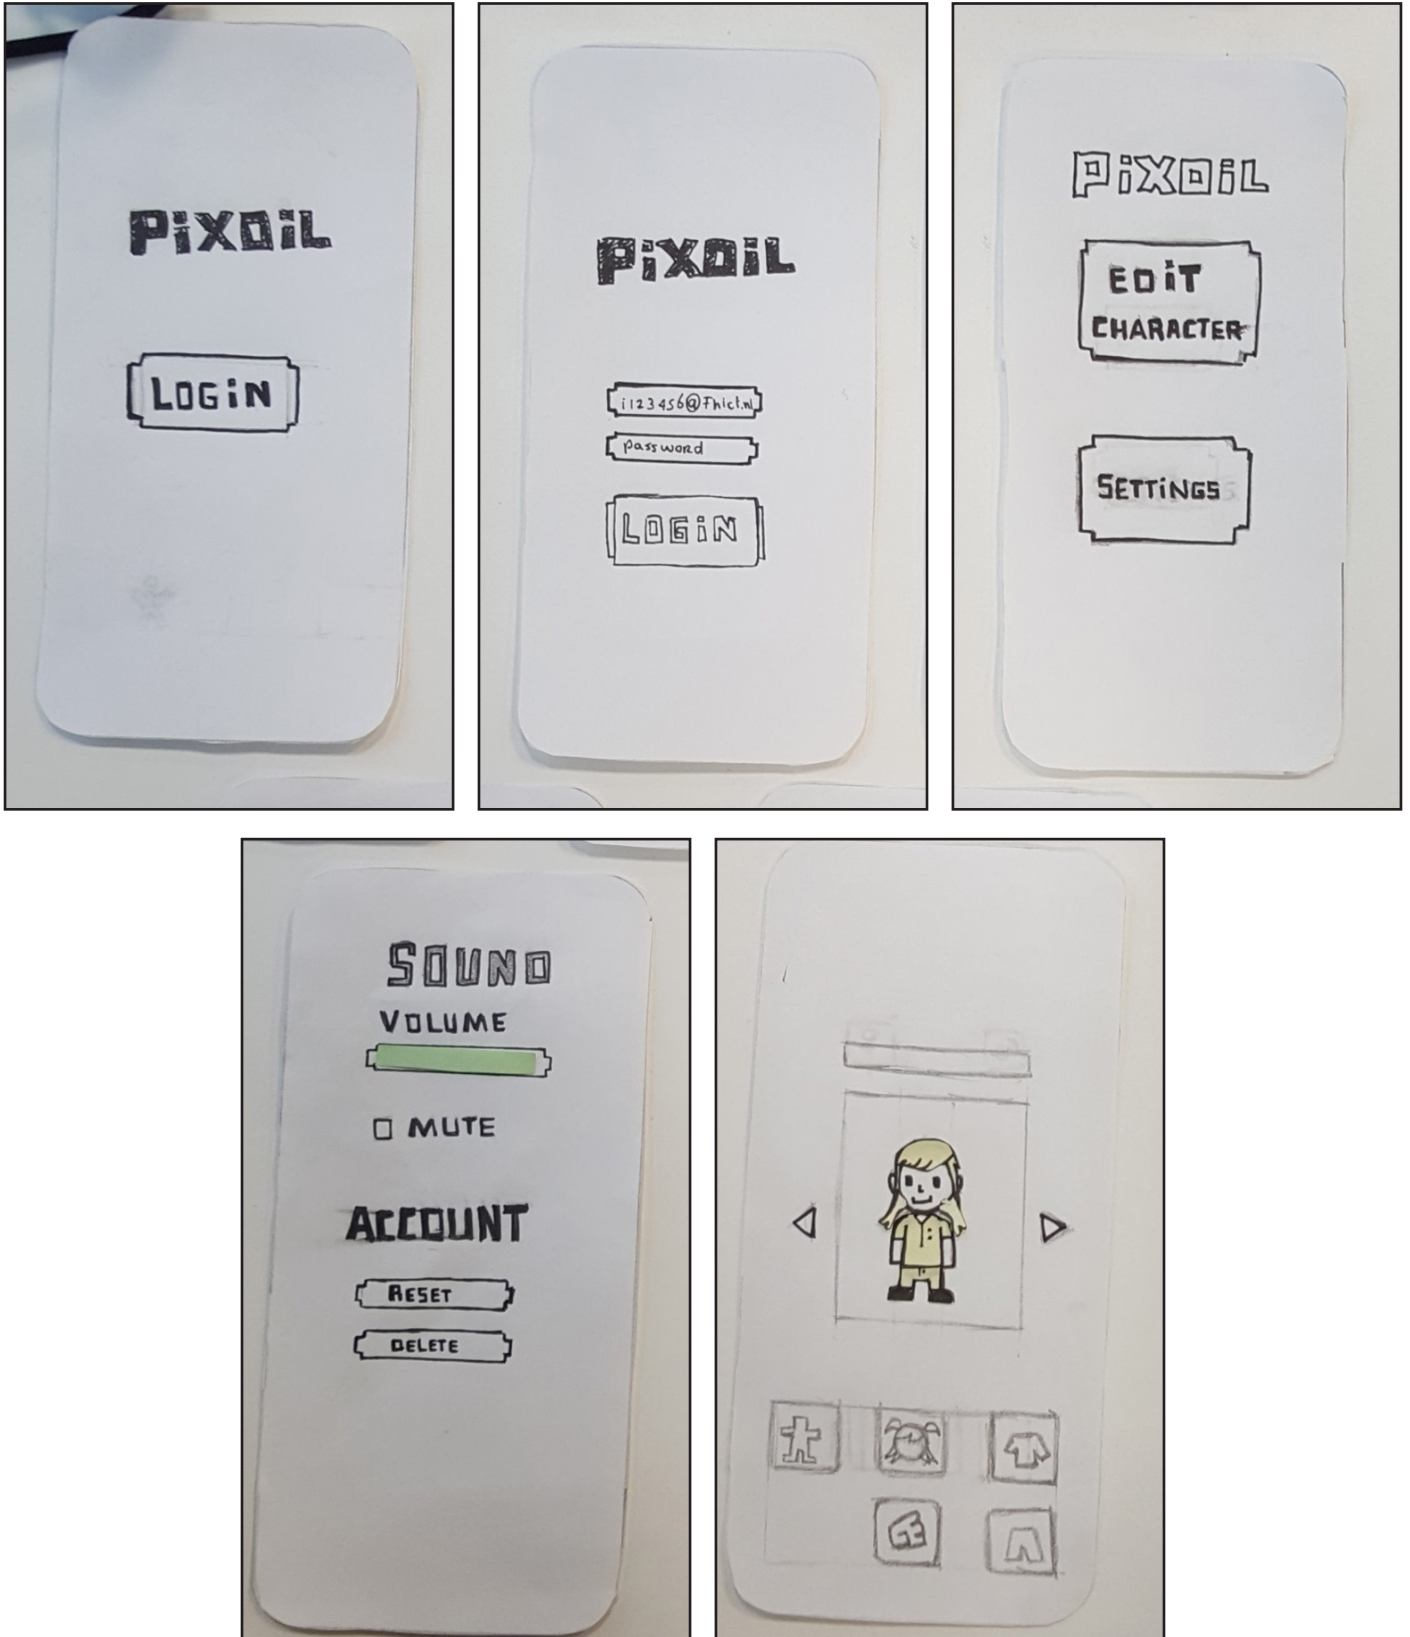 PiXOiL
LOGiN
PiXOiL
i123456@Fhict.nl
password
LOGiN
PiXOiL
EDiT
CHARACTER
SETTiNGS
SOUND
VOLUME
MUTE
ACCOUNT
RESET
DELETE